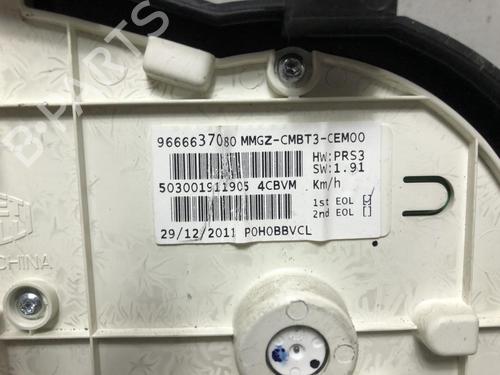 9666637080 MMGZ-CMBT3-CEM00
HW:PRS3
SW:1.91
503001911905 4CBVM Km/h
1st EOL [ ]
2nd EOL [ ]
29/12/2011 P0H0BBVCL
CHINA
B-PARTS